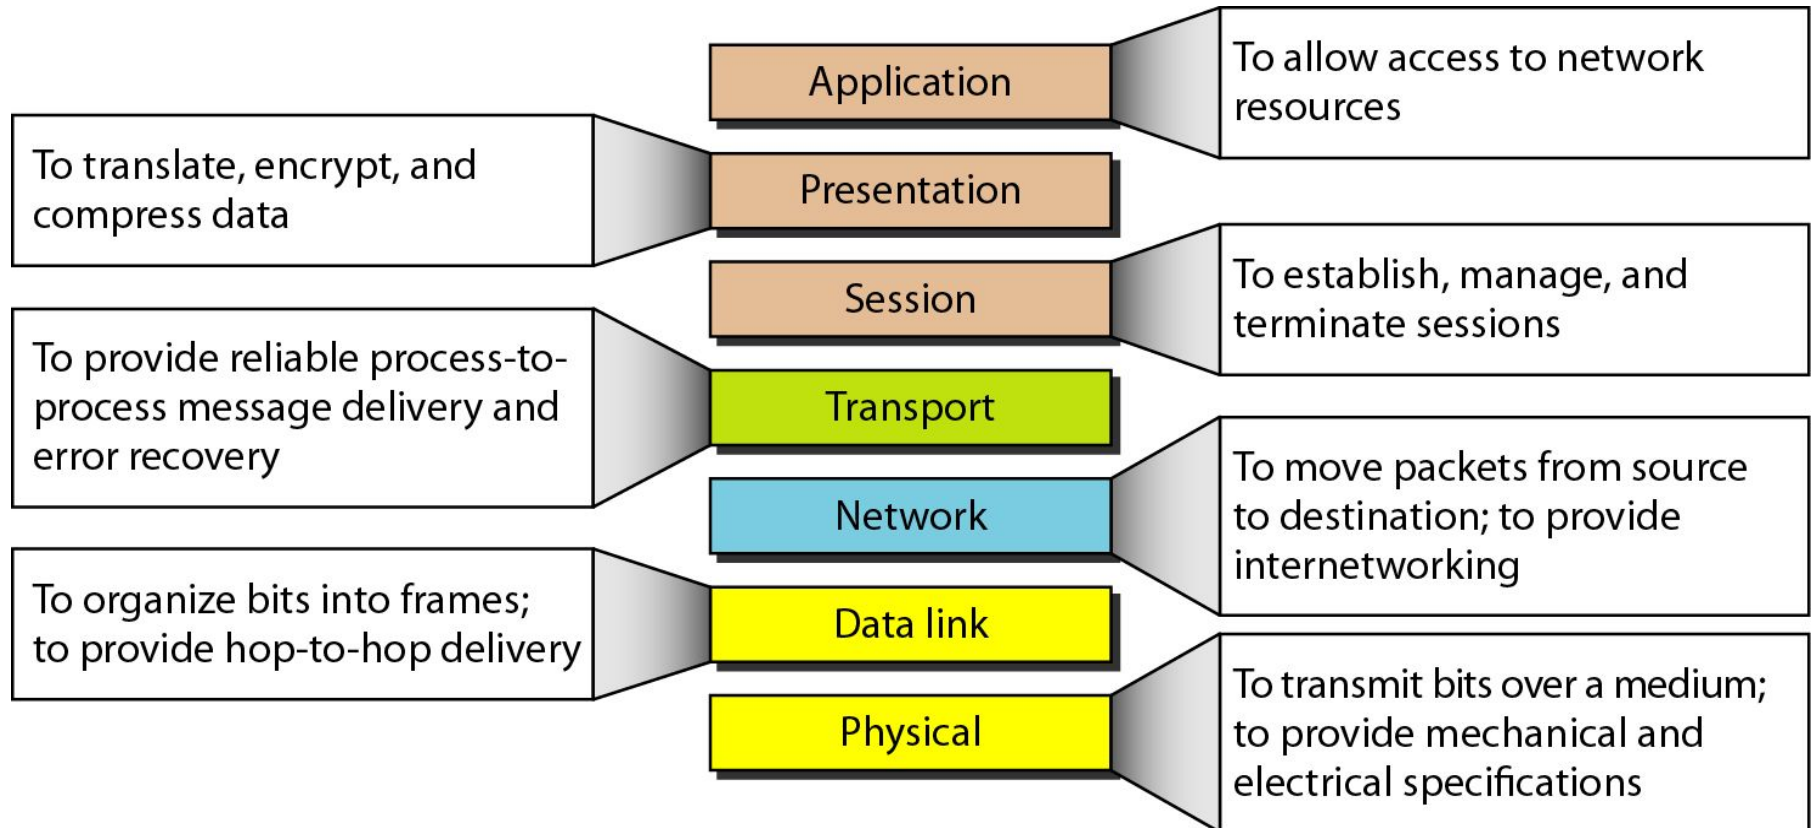 Application
To allow access to network
resources
To translate, encrypt, and
compress data
Presentation
Session
To establish, manage, and
terminate sessions
To provide reliable process-to-
process message delivery and
error recovery
Transport
Network
To move packets from source
to destination; to provide
internetworking
To organize bits into frames;
to provide hop-to-hop delivery
Data link
Physical
To transmit bits over a medium;
to provide mechanical and
electrical specifications